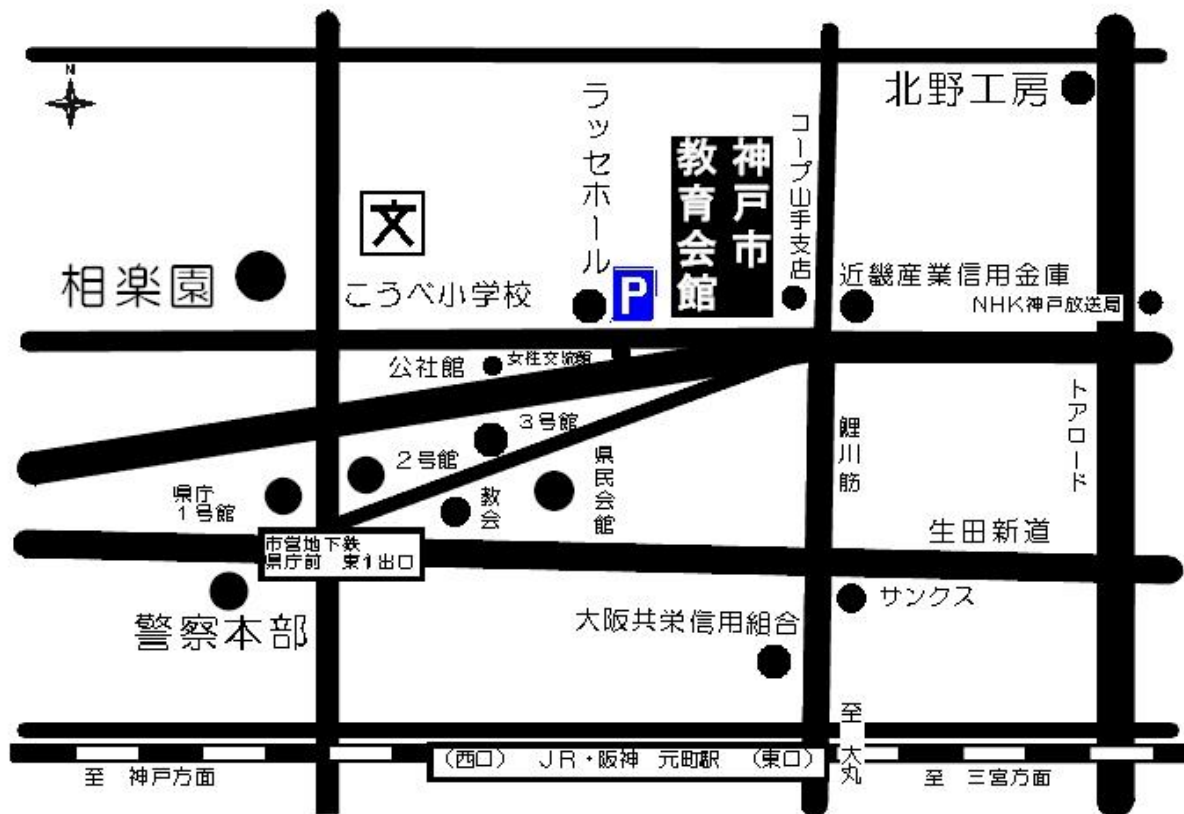 N
北野工房
ラッセホール
神戸市
教育会館
コープ山手支店
文
相楽園
こうべ小学校
P
近畿産業信用金庫
NHK神戸放送局
公社館
トアロード
3号館
鯉川筋
2号館
県民会館
県庁
1号館
教会
生田新道
市営地下鉄
県庁前 東1出口
サンクス
大阪共栄信用組合
警察本部
至 大丸
(西口) JR・阪神 元町駅 (東口)
至 神戸方面
至 三宮方面